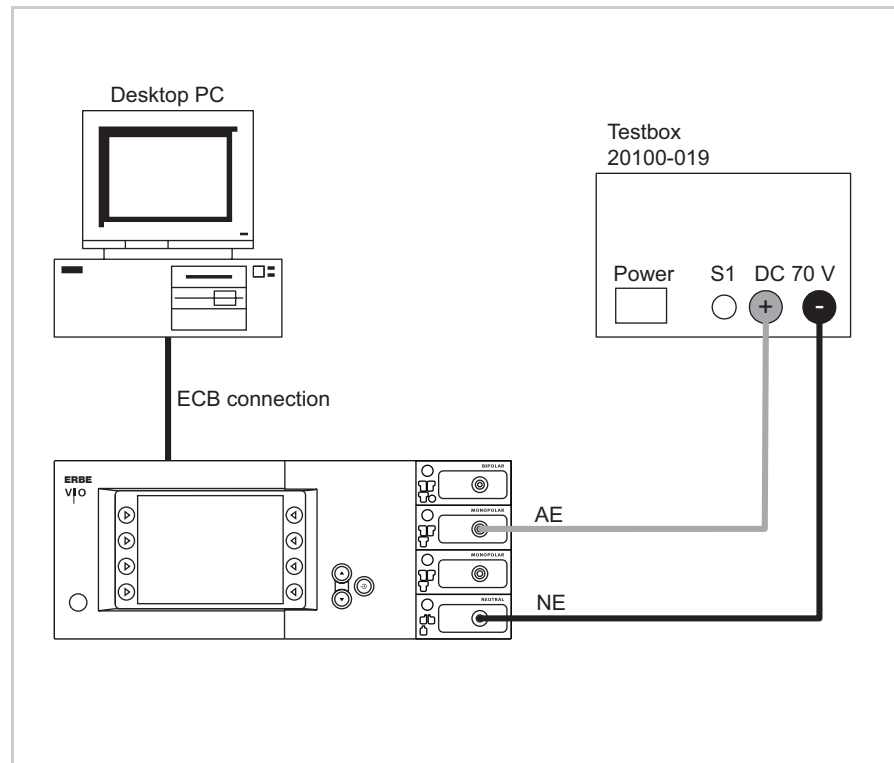 Desktop PC
Testbox
20100-019
Power
S1
DC 70 V
+
-
ECB connection
ERBE
VIO
BIPOLAR
MONOPOLAR
AE
MONOPOLAR
NEUTRAL
NE